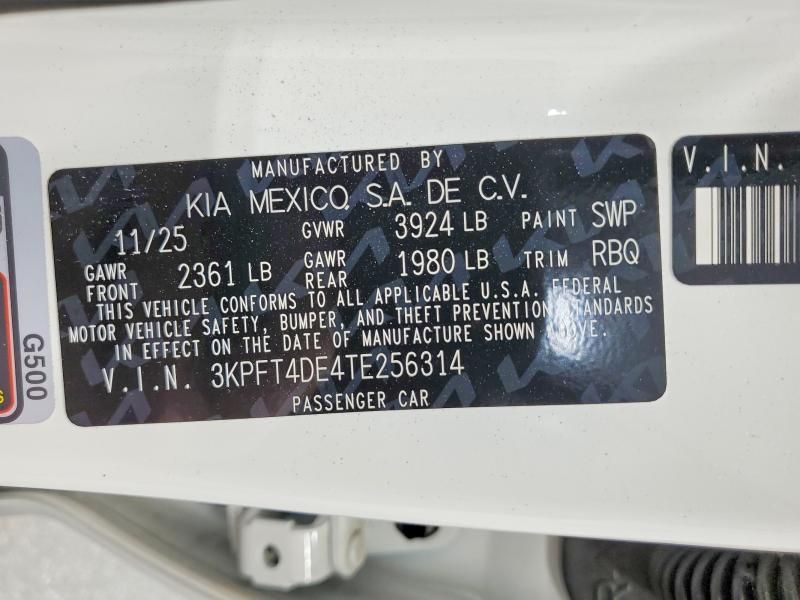 MANUFACTURED BY
KIA MEXICO, S.A. DE C.V.
11/25 GVWR 3924 LB PAINT SWP
GAWR FRONT 2361 LB GAWR REAR 1980 LB TRIM RBQ
THIS VEHICLE CONFORMS TO ALL APPLICABLE U.S.A. FEDERAL
MOTOR VEHICLE SAFETY, BUMPER, AND THEFT PREVENTION STANDARDS
IN EFFECT ON THE DATE OF MANUFACTURE SHOWN ABOVE.
V.I.N. 3KPFT4DE4TE256314
PASSENGER CAR
V.I.N.
G500